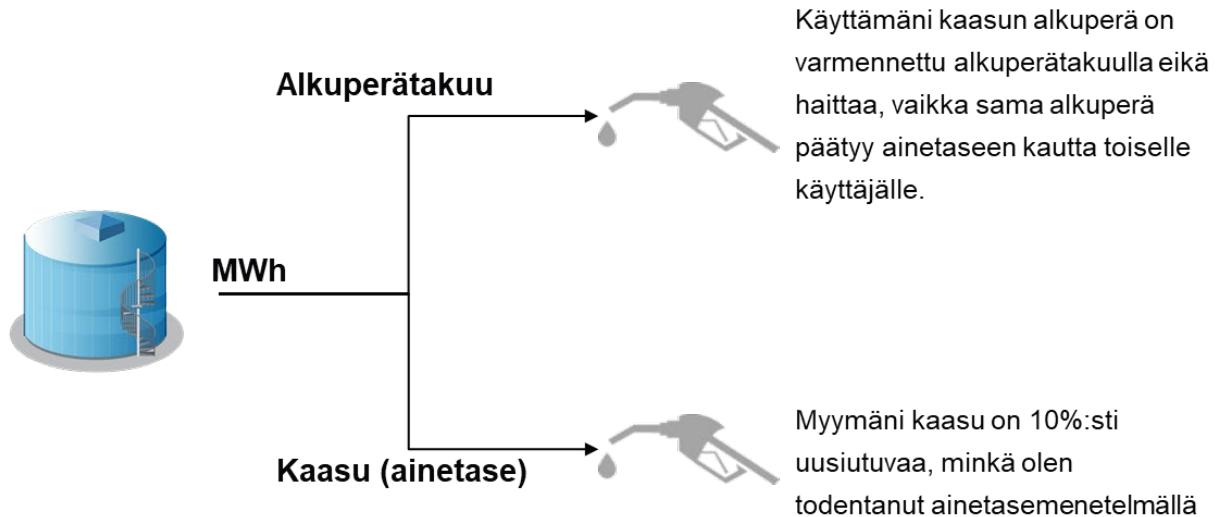 Käyttämäni kaasun alkuperä on
varmennettu alkuperätakuulla eikä
haittaa, vaikka sama alkuperä
päätyy ainetaseen kautta toiselle
käyttäjälle.
Alkuperätakuu
MWh
Kaasu (ainetase)
Myymäni kaasu on 10%:sti
uusiutuvaa, minkä olen
todentanut ainetasemenetelmällä